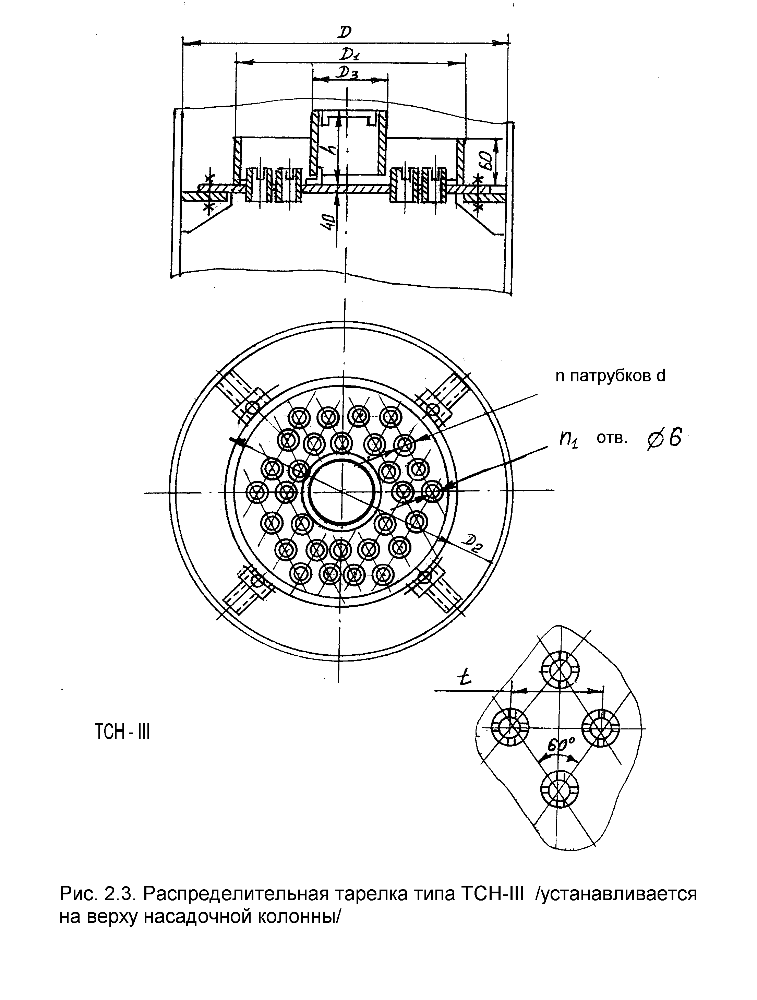 D
D1
D3
h
60
40
n патрубков d
n1 отв. ⌀6
D2
t
60°
ТСН - III
Рис. 2.3. Распределительная тарелка типа ТСН-III /устанавливается
на верху насадочной колонны/